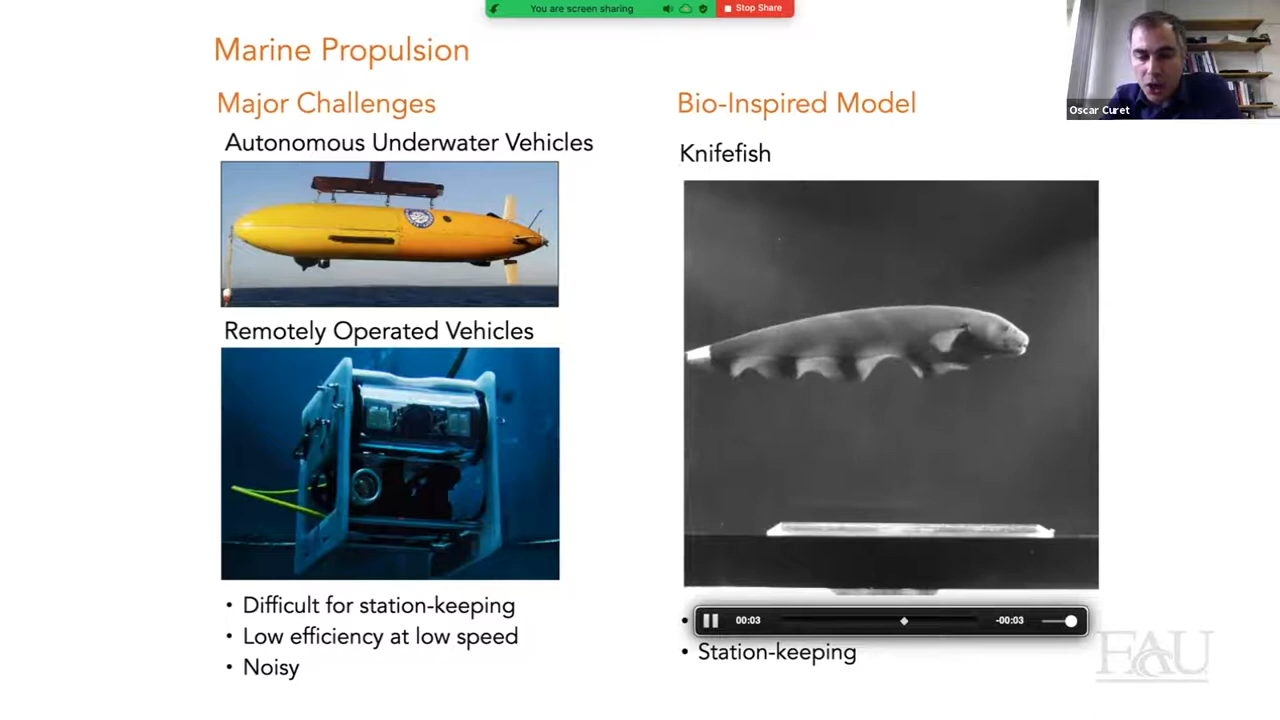 You are screen sharing
Stop Share
Marine Propulsion
Major Challenges
Autonomous Underwater Vehicles
Remotely Operated Vehicles
• Difficult for station-keeping
• Low efficiency at low speed
• Noisy
Bio-Inspired Model
Knifefish
00:03
-00:03
• Station-keeping
FAU
Oscar Curet